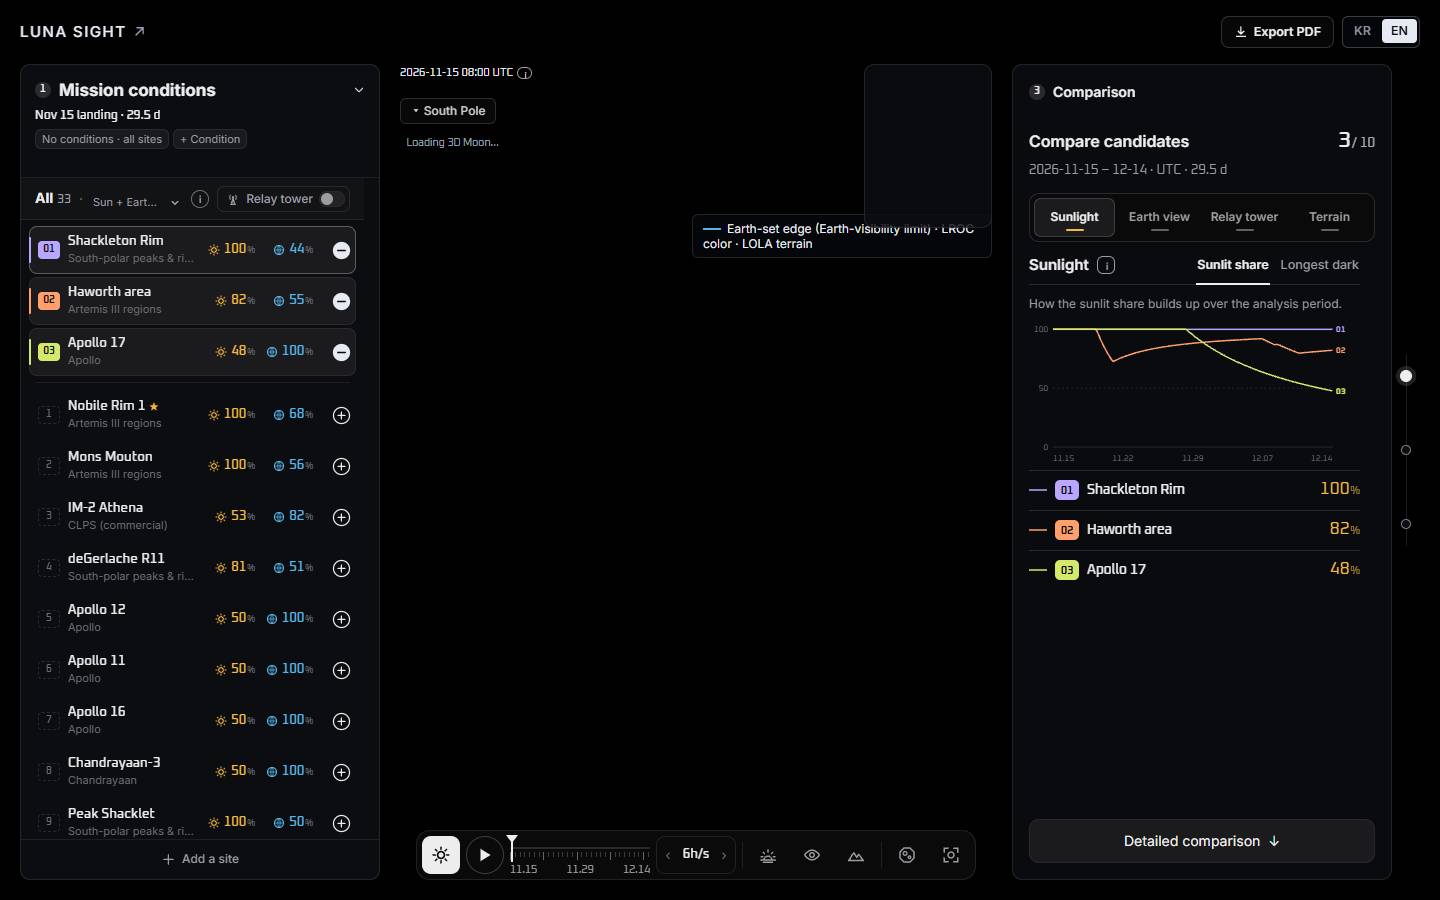 LUNA SIGHT ↗
Export PDF
KR EN
1 Mission conditions
Nov 15 landing · 29.5 d
No conditions · all sites
+ Condition
All 33 · Sun + Eart...
i
Relay tower
01 Shackleton Rim 100% 44%
South-polar peaks & ri...
02 Haworth area 82% 55%
Artemis III regions
03 Apollo 17 48% 100%
Apollo
1 Nobile Rim 1 ★ 100% 68%
Artemis III regions
2 Mons Mouton 100% 56%
Artemis III regions
3 IM-2 Athena 53% 82%
CLPS (commercial)
4 deGerlache R11 81% 51%
South-polar peaks & ri...
5 Apollo 12 50% 100%
Apollo
6 Apollo 11 50% 100%
Apollo
7 Apollo 16 50% 100%
Apollo
8 Chandrayaan-3 50% 100%
Chandrayaan
9 Peak Shacklet 100% 50%
South-polar peaks & ri...
+ Add a site
2026-11-15 08:00 UTC i
South Pole
Loading 3D Moon...
Earth-set edge (Earth-visibility limit) · LROC
color · LOLA terrain
11.15 11.29 12.14
‹ 6h/s ›
3 Comparison
Compare candidates 3/ 10
2026-11-15 – 12-14 · UTC · 29.5 d
Sunlight Earth view Relay tower Terrain
Sunlight i Sunlit share Longest dark
How the sunlit share builds up over the analysis period.
100
01
02
50
03
0
11.15 11.22 11.29 12.07 12.14
01 Shackleton Rim 100%
02 Haworth area 82%
03 Apollo 17 48%
Detailed comparison ↓